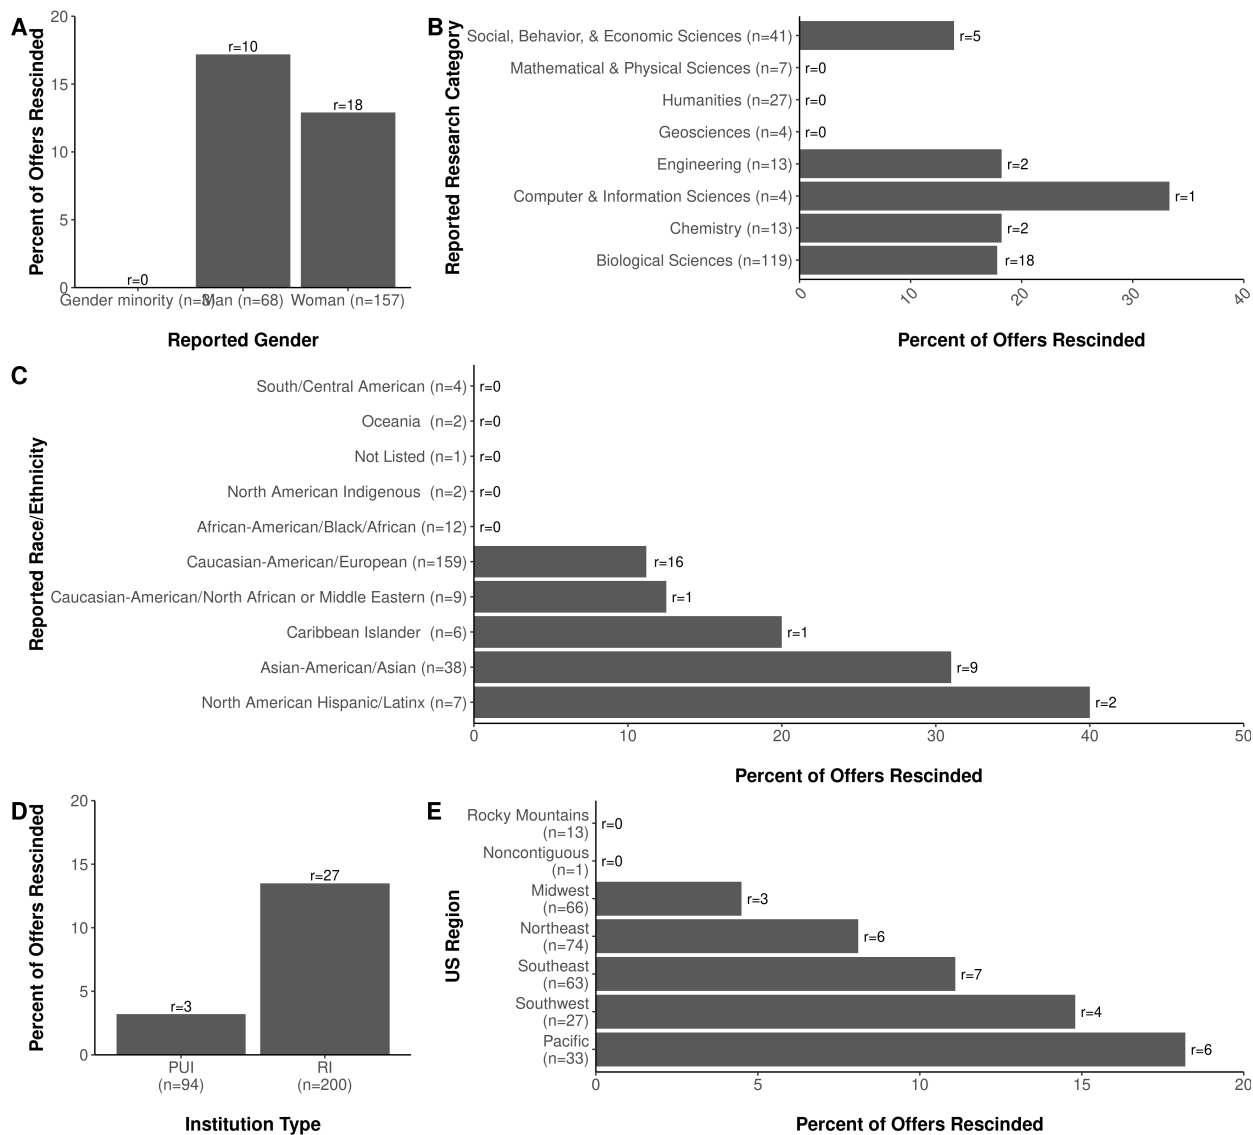 A
Percent of Offers Rescinded
20
15
10
5
0
r=0
r=10
r=18
Gender minority (n=3)
Man (n=68)
Woman (n=157)
Reported Gender
B
Reported Research Category
Social, Behavior, & Economic Sciences (n=41)
r=5
Mathematical & Physical Sciences (n=7)
r=0
Humanities (n=27)
r=0
Geosciences (n=4)
r=0
Engineering (n=13)
r=2
Computer & Information Sciences (n=4)
r=1
Chemistry (n=13)
r=2
Biological Sciences (n=119)
r=18
0
10
20
30
40
Percent of Offers Rescinded
C
Reported Race/Ethnicity
South/Central American (n=4)
r=0
Oceania (n=2)
r=0
Not Listed (n=1)
r=0
North American Indigenous (n=2)
r=0
African-American/Black/African (n=12)
r=0
Caucasian-American/European (n=159)
r=16
Caucasian-American/North African or Middle Eastern (n=9)
r=1
Caribbean Islander (n=6)
r=1
Asian-American/Asian (n=38)
r=9
North American Hispanic/Latinx (n=7)
r=2
0
10
20
30
40
50
Percent of Offers Rescinded
D
Percent of Offers Rescinded
20
15
10
5
0
r=3
r=27
PUI
(n=94)
RI
(n=200)
Institution Type
E
US Region
Rocky Mountains
(n=13)
r=0
Noncontiguous
(n=1)
r=0
Midwest
(n=66)
r=3
Northeast
(n=74)
r=6
Southeast
(n=63)
r=7
Southwest
(n=27)
r=4
Pacific
(n=33)
r=6
0
5
10
15
20
Percent of Offers Rescinded